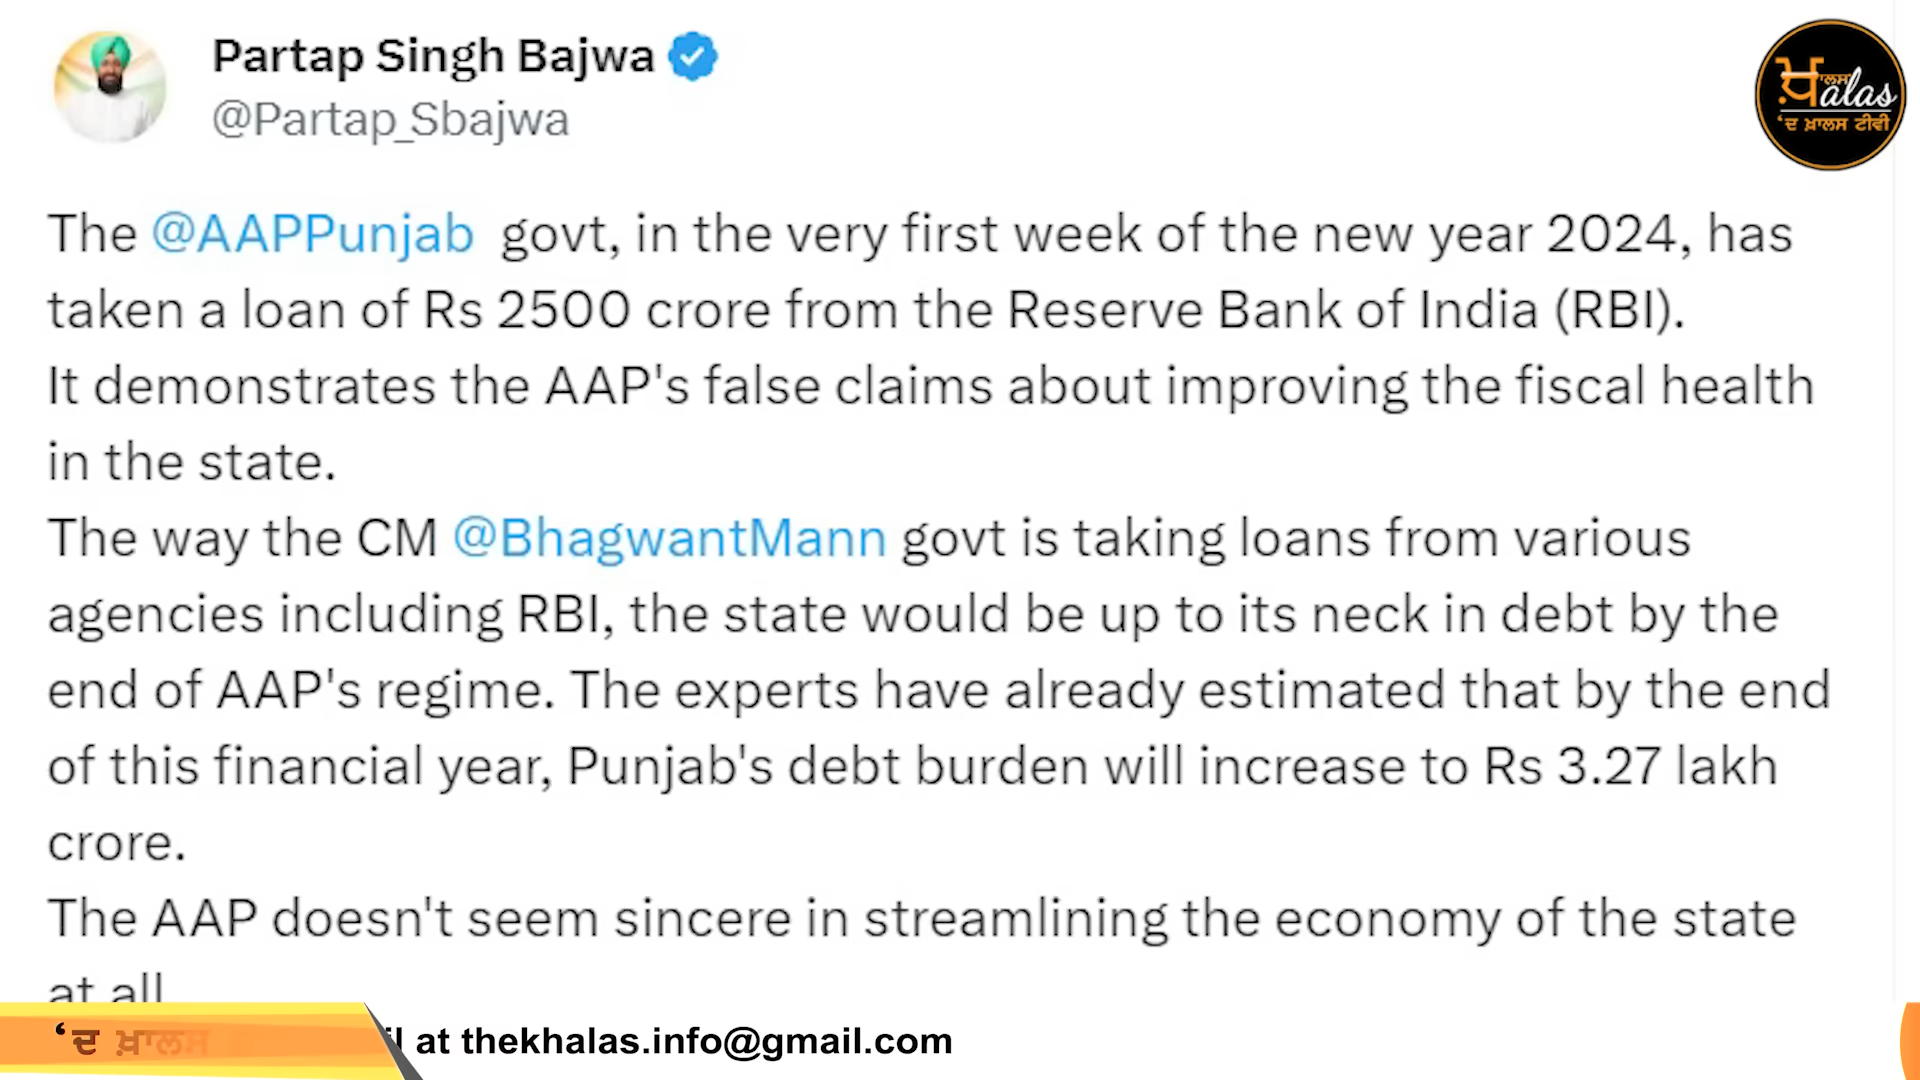 Partap Singh Bajwa
@Partap_Sbajwa
ਖ਼ਾਲਸ
alas
‘ਦ ਖ਼ਾਲਸ ਟੀਵੀ
The @AAPPunjab govt, in the very first week of the new year 2024, has
taken a loan of Rs 2500 crore from the Reserve Bank of India (RBI).
It demonstrates the AAP's false claims about improving the fiscal health
in the state.
The way the CM @BhagwantMann govt is taking loans from various
agencies including RBI, the state would be up to its neck in debt by the
end of AAP's regime. The experts have already estimated that by the end
of this financial year, Punjab's debt burden will increase to Rs 3.27 lakh
crore.
The AAP doesn't seem sincere in streamlining the economy of the state
at all
‘ਦ ਖ਼ਾਲਸ
at thekhalas.info@gmail.com